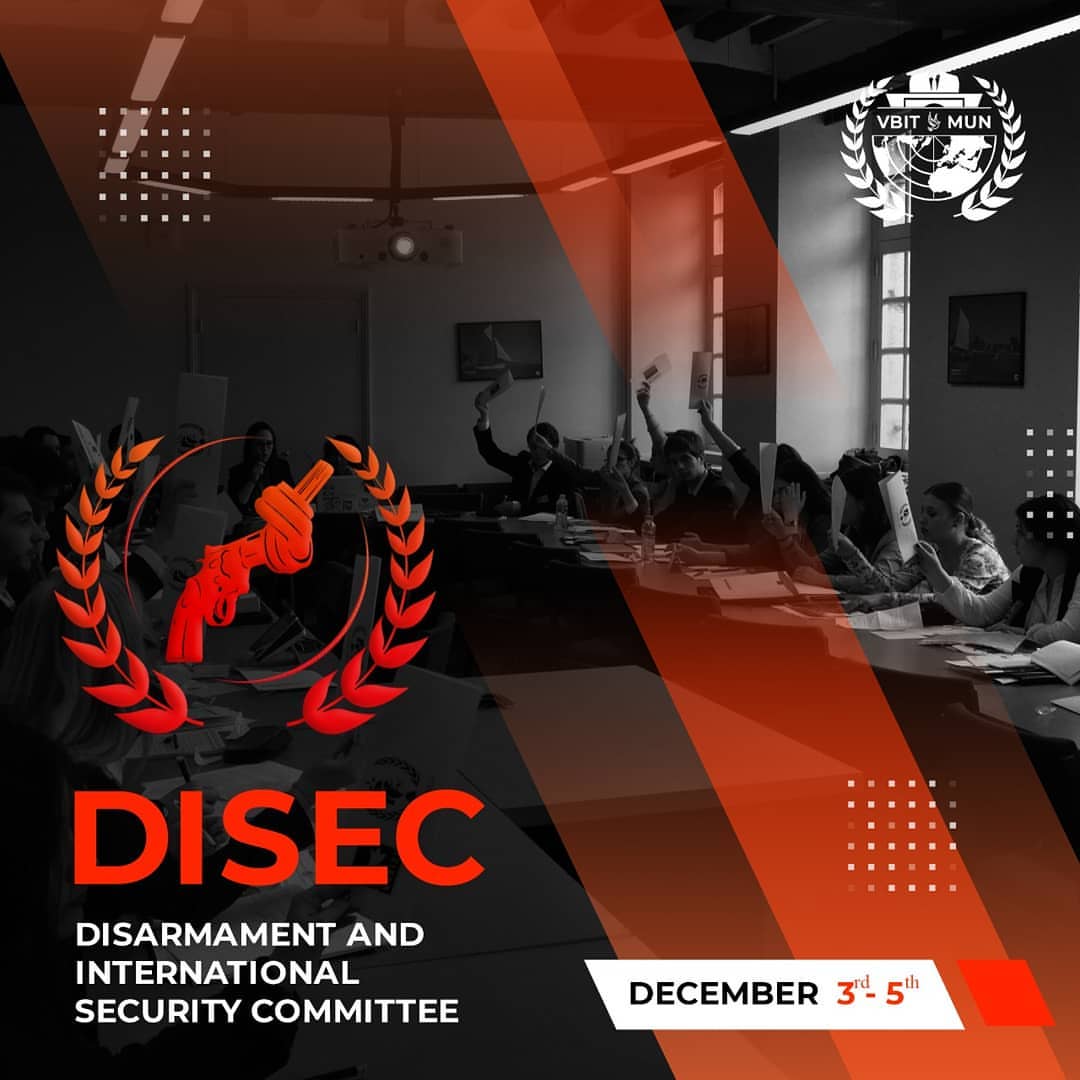 VBIT MUN
DISEC
DISARMAMENT AND
INTERNATIONAL
SECURITY COMMITTEE
DECEMBER 3rd - 5th